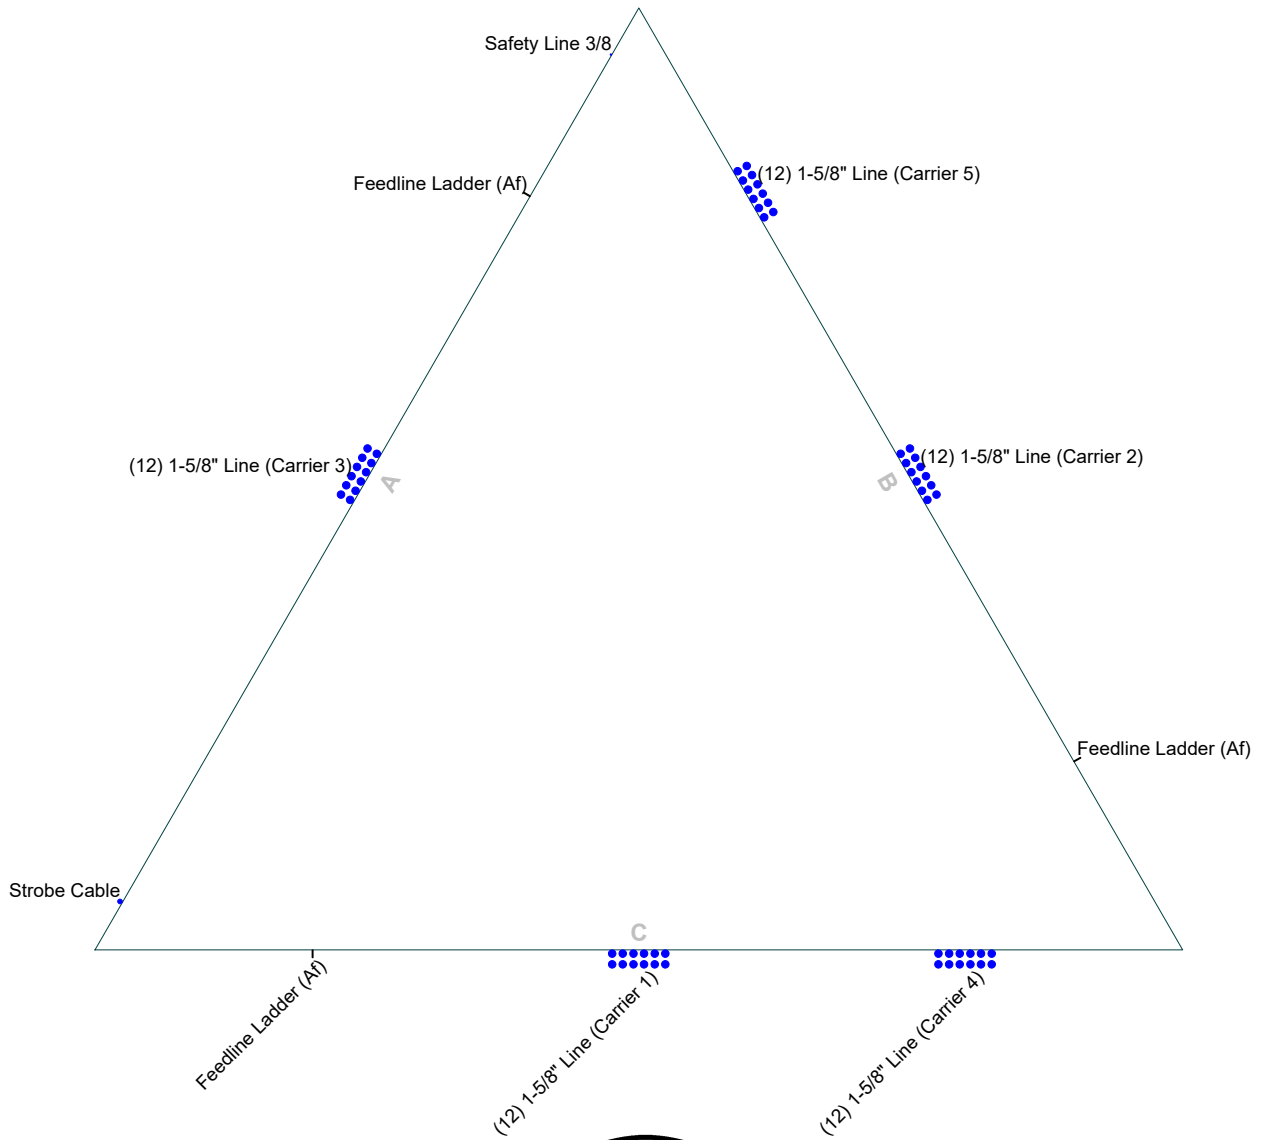 Safety Line 3/8
Feedline Ladder (Af)
(12) 1-5/8" Line (Carrier 5)
(12) 1-5/8" Line (Carrier 3)
A
B
(12) 1-5/8" Line (Carrier 2)
Feedline Ladder (Af)
Strobe Cable
C
Feedline Ladder (Af)
(12) 1-5/8" Line (Carrier 1)
(12) 1-5/8" Line (Carrier 4)